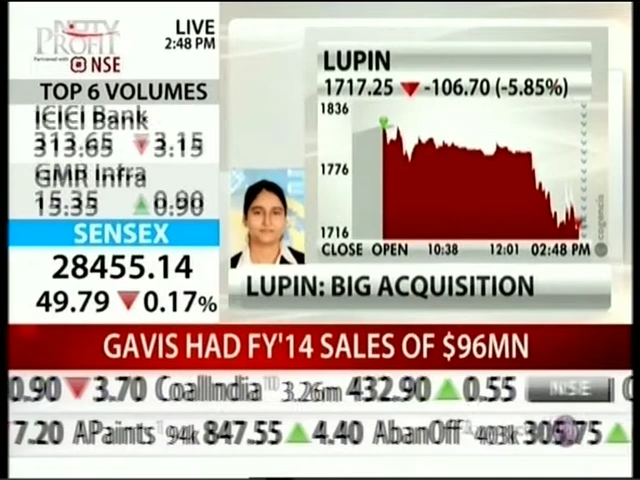 NDTV
PROFIT
Partnered with
NSE
LIVE
2:48 PM
TOP 6 VOLUMES
ICICI Bank
313.65 ▼ 3.15
GMR Infra
15.35 ▲ 0.90
SENSEX
28455.14
49.79 ▼ 0.17%
LUPIN
1717.25 ▼ -106.70 (-5.85%)
1836
1776
1716
CLOSE OPEN 10:38 12:01 02:48 PM
cogencis
LUPIN: BIG ACQUISITION
GAVIS HAD FY'14 SALES OF $96MN
0.90 ▼ 3.70 CoalIndia 3.26m 432.90 ▲ 0.55 NSE
7.20 APaints 94k 847.55 ▲ 4.40 AbanOff 403k 305.75 ▲